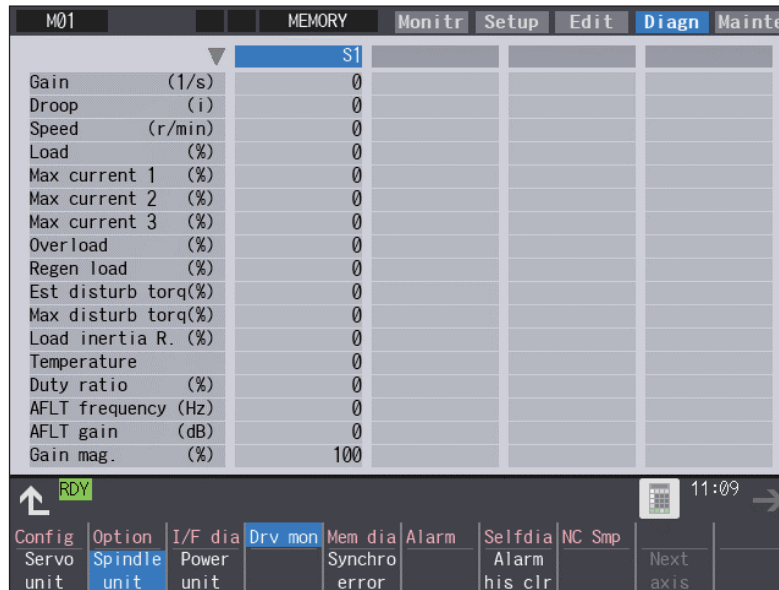 M01 MEMORY Monitr Setup Edit Diagn Mainte
S1
Gain (1/s) 0
Droop (i) 0
Speed (r/min) 0
Load (%) 0
Max current 1 (%) 0
Max current 2 (%) 0
Max current 3 (%) 0
Overload (%) 0
Regen load (%) 0
Est disturb torq(%) 0
Max disturb torq(%) 0
Load inertia R. (%) 0
Temperature 0
Duty ratio (%) 0
AFLT frequency (Hz) 0
AFLT gain (dB) 0
Gain mag. (%) 100
RDY 11:09
Config Option I/F dia Drv mon Mem dia Alarm Selfdia NC Smp
Servo Spindle Power Synchro Alarm Next
unit unit unit error his clr axis